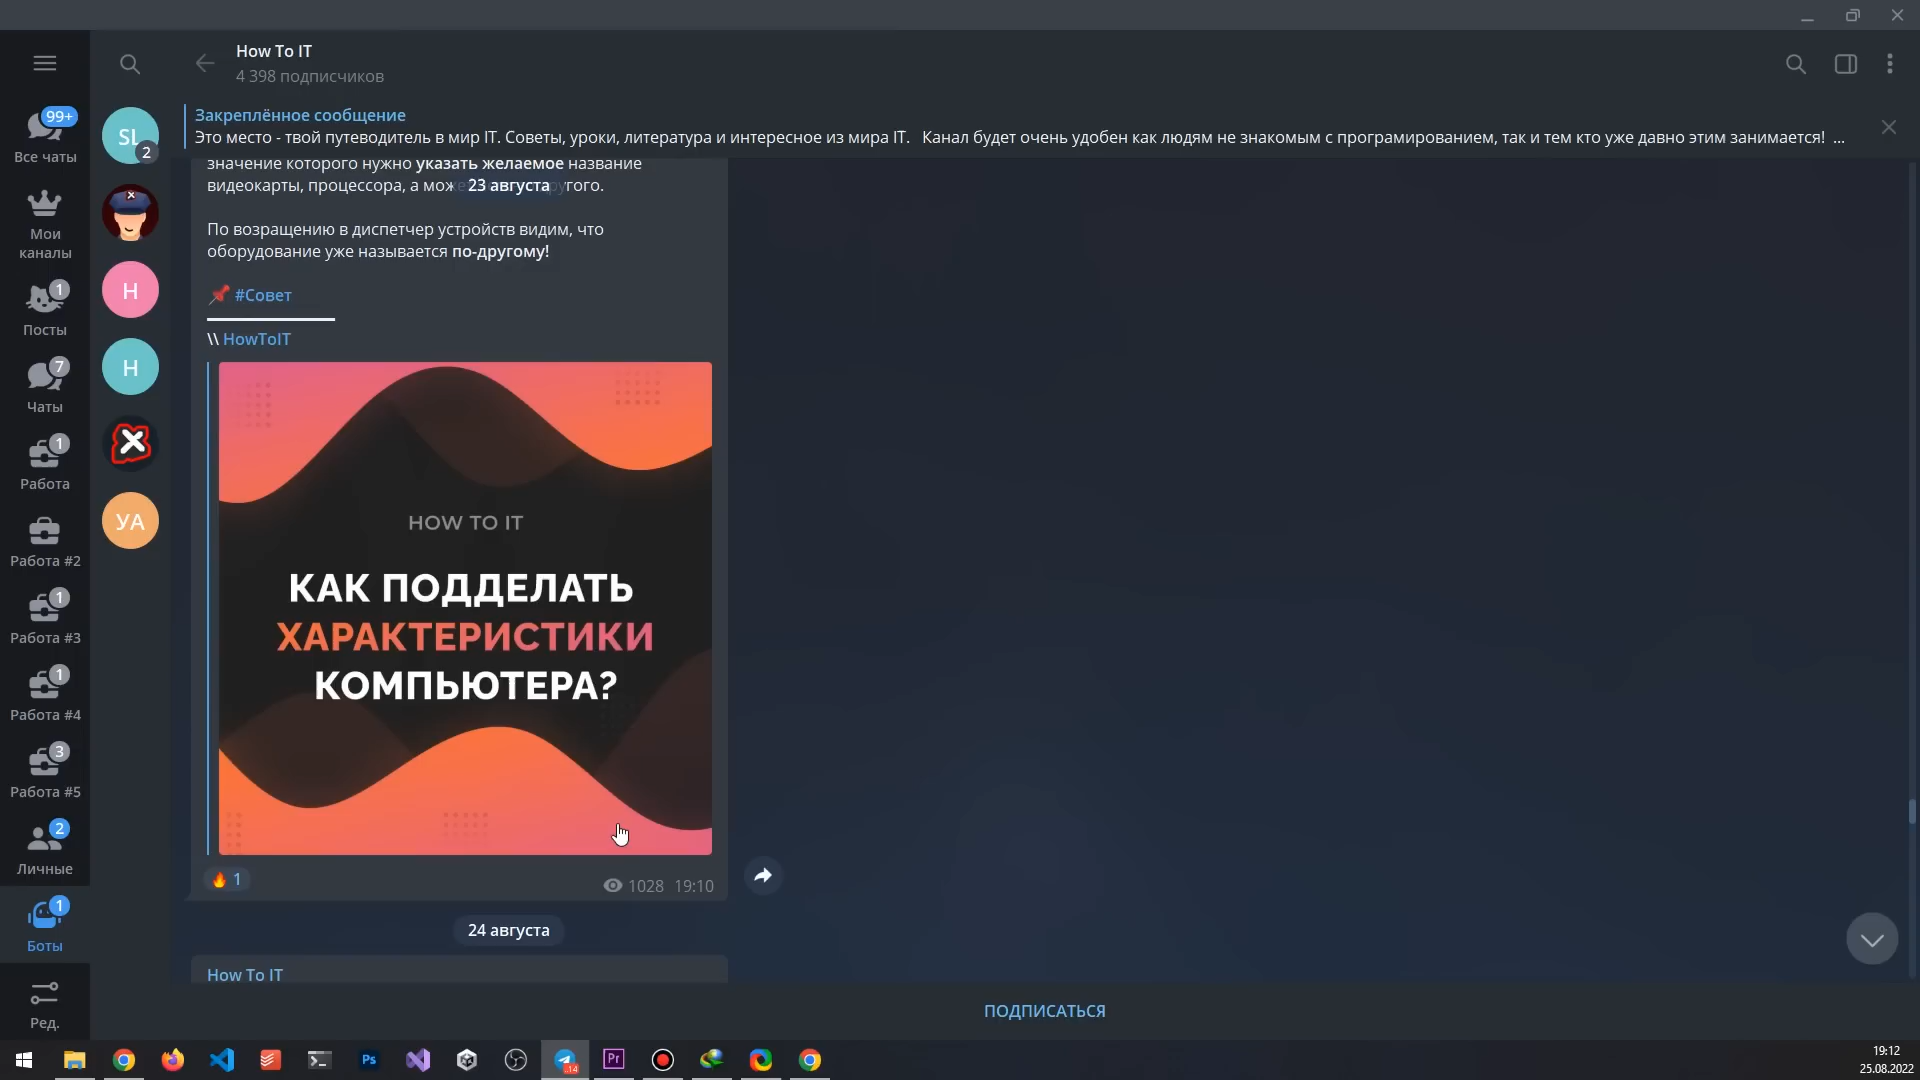 How To IT
4 398 подписчиков
Закреплённое сообщение
Это место - твой путеводитель в мир IT. Советы, уроки, литература и интересное из мира IT. Канал будет очень удобен как людям не знакомым с програмированием, так и тем кто уже давно этим занимается! ...
99+
Все чаты
Мои
каналы
1
Посты
7
Чаты
1
Работа
Работа #2
1
Работа #3
1
Работа #4
3
Работа #5
2
Личные
1
Боты
Ред.
SL
2
H
H
УА
значение которого нужно указать желаемое название
видеокарты, процессора, а мож
того.
23 августа
По возращению в диспетчер устройств видим, что
оборудование уже называется по-другому!
#Совет
\\ HowToIT
HOW TO IT
КАК ПОДДЕЛАТЬ
ХАРАКТЕРИСТИКИ
КОМПЬЮТЕРА?
1
1028 19:10
24 августа
How To IT
ПОДПИСАТЬСЯ
Ps
..14
Pr
19:12
25.08.2022